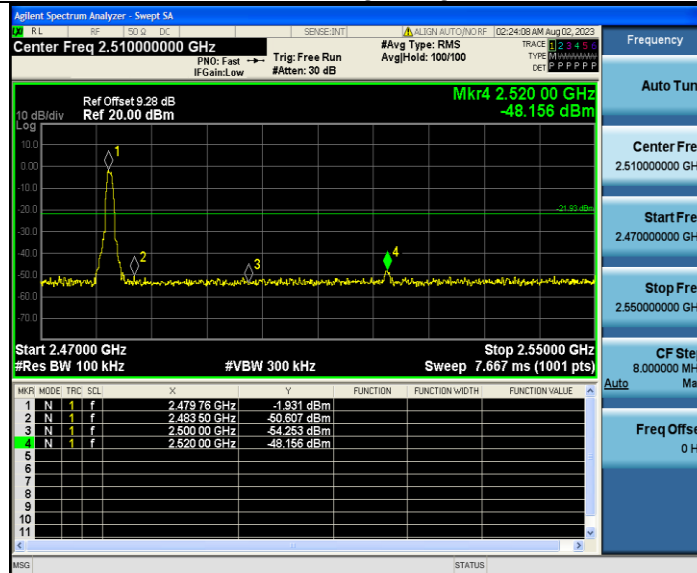 Agilent Spectrum Analyzer - Swept SA
RL RF 50 Ω DC SENSE:INT ALIGN AUTO/NO RF 02:24:08 AM Aug 02, 2023
Center Freq 2.510000000 GHz
PNO: Fast
IFGain:Low
Trig: Free Run
#Atten: 30 dB
#Avg Type: RMS
Avg|Hold: 100/100
TRACE 1 2 3 4 5 6
TYPE M
DET P P P P P P
Ref Offset 9.28 dB
10 dB/div Ref 20.00 dBm
Log
Mkr4 2.520 00 GHz
-48.156 dBm
10.0
0.00
-10.0
-20.0
-30.0
-40.0
-50.0
-60.0
-70.0
1
2
3
4
-21.93 dBm
Start 2.47000 GHz Stop 2.55000 GHz
#Res BW 100 kHz #VBW 300 kHz Sweep 7.667 ms (1001 pts)
MKR MODE TRC SCL X Y FUNCTION FUNCTION WIDTH FUNCTION VALUE
1 N 1 f 2.479 76 GHz -1.931 dBm
2 N 1 f 2.483 50 GHz -50.607 dBm
3 N 1 f 2.500 00 GHz -54.253 dBm
4 N 1 f 2.520 00 GHz -48.156 dBm
5
6
7
8
9
10
11
MSG STATUS
Frequency
Auto Tun
Center Fre
2.510000000 GH
Start Fre
2.470000000 GH
Stop Fre
2.550000000 GH
CF Ste
8.000000 MH
Auto Ma
Freq Offse
0 H